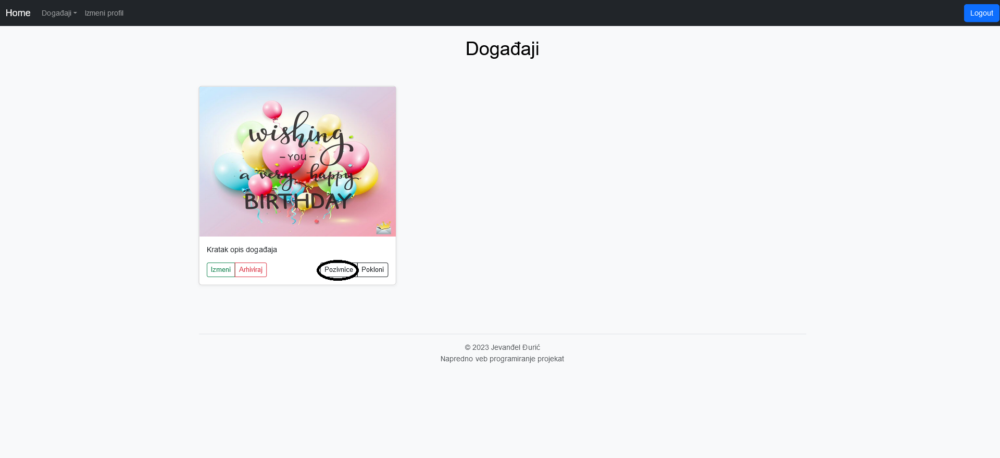 Home Događaji Izmeni profil Logout
Događaji
wishing
- YOU -
a very happy
BIRTHDAY
Kratak opis događaja
Izmeni Arhiviraj Pozivnice Pokloni
© 2023 Jevanđel Đurić
Napredno veb programiranje projekat